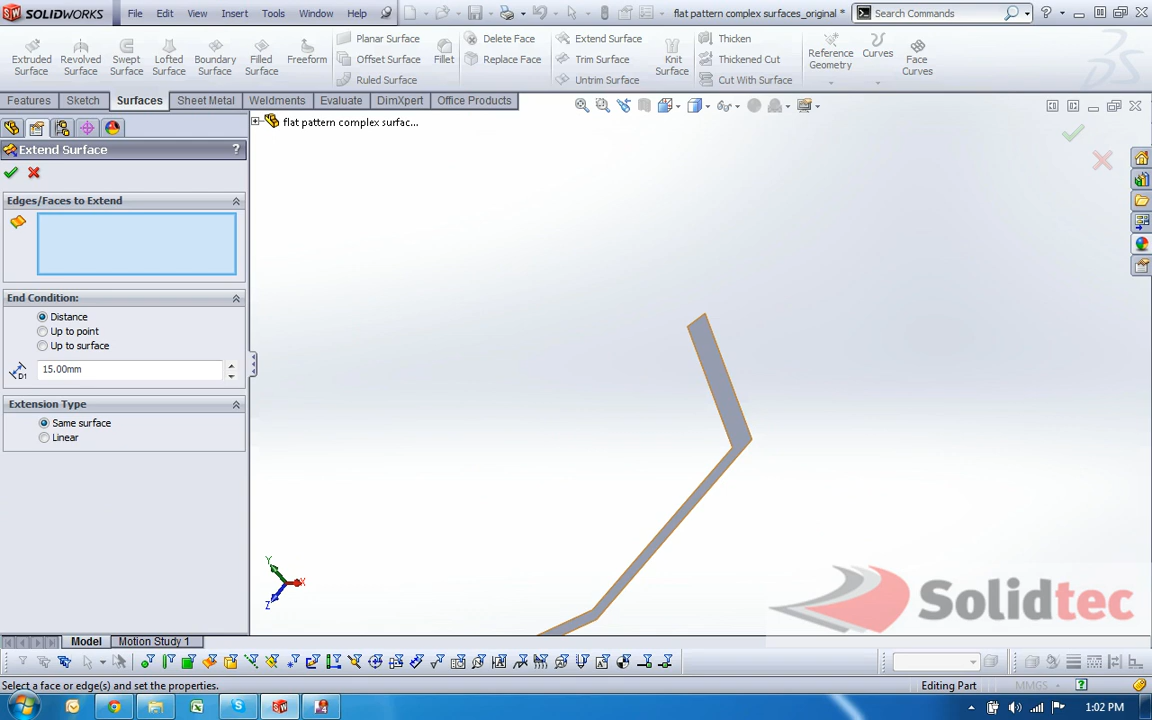 SOLIDWORKS File Edit View Insert Tools Window Help flat pattern complex surfaces_original * Search Commands
Extruded Surface Revolved Surface Swept Surface Lofted Surface Boundary Surface Filled Surface Freeform Planar Surface Offset Surface Ruled Surface Fillet Delete Face Replace Face Extend Surface Trim Surface Untrim Surface Knit Surface Thicken Thickened Cut Cut With Surface Reference Geometry Curves Face Curves
Features Sketch Surfaces Sheet Metal Weldments Evaluate DimXpert Office Products
flat pattern complex surfac...
Extend Surface ?
Edges/Faces to Extend
End Condition:
Distance
Up to point
Up to surface
D1 15.00mm
Extension Type
Same surface
Linear
Y
X
Z
Solidtec
Model Motion Study 1
Select a face or edge(s) and set the properties. Editing Part MMGS
1:02 PM